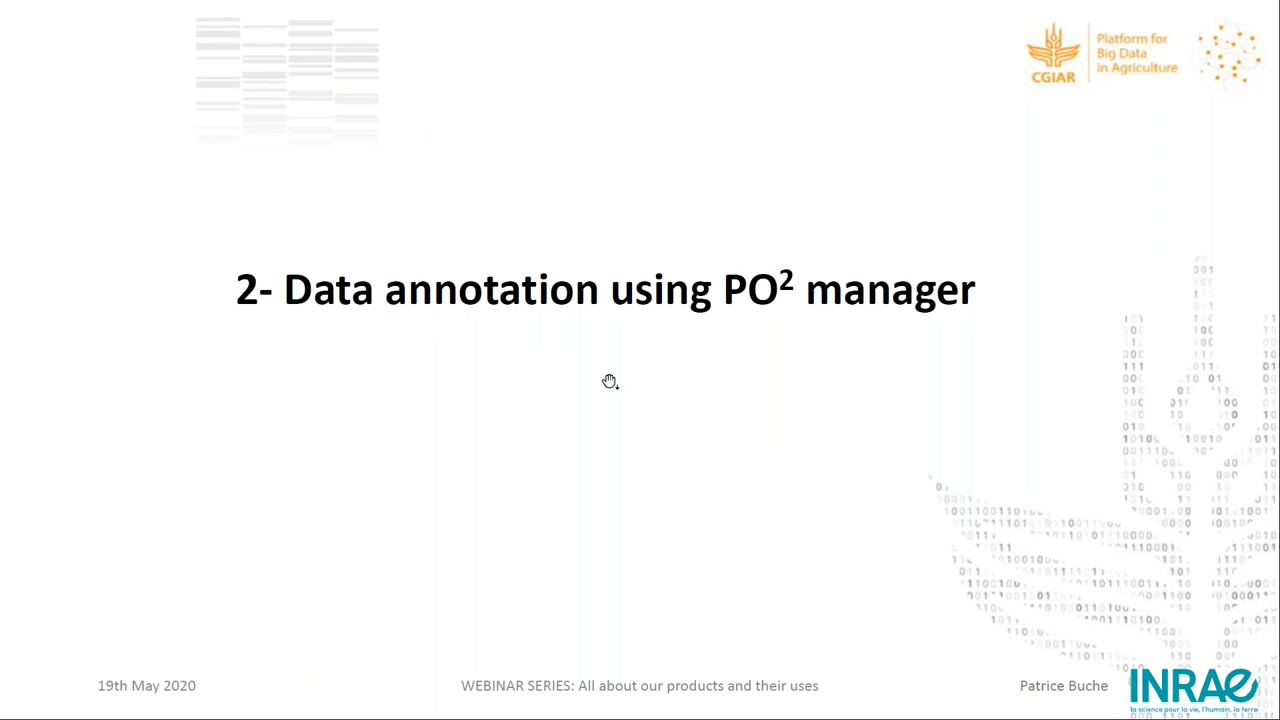 CGIAR
Platform for
Big Data
in Agriculture
2- Data annotation using PO² manager
19th May 2020
WEBINAR SERIES: All about our products and their uses
Patrice Buche
INRAE
la science pour la vie, l'humain, la terre